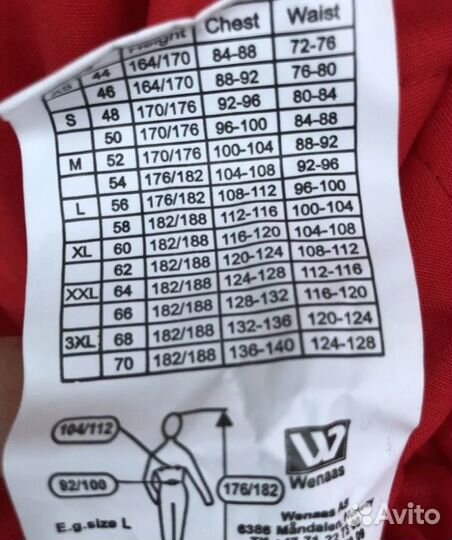 Height Chest Waist
XS 44 164/170 84-88 72-76
46 164/170 88-92 76-80
S 48 170/176 92-96 80-84
50 170/176 96-100 84-88
M 52 170/176 100-104 88-92
54 176/182 104-108 92-96
L 56 176/182 108-112 96-100
58 182/188 112-116 100-104
XL 60 182/188 116-120 104-108
62 182/188 120-124 108-112
XXL 64 182/188 124-128 112-116
66 182/188 128-132 116-120
3XL 68 182/188 132-136 120-124
70 182/188 136-140 124-128
104/112
92/100
176/182
E.g.size L
Wenaas
Wenaas AS
6386 Måndalen
Avito